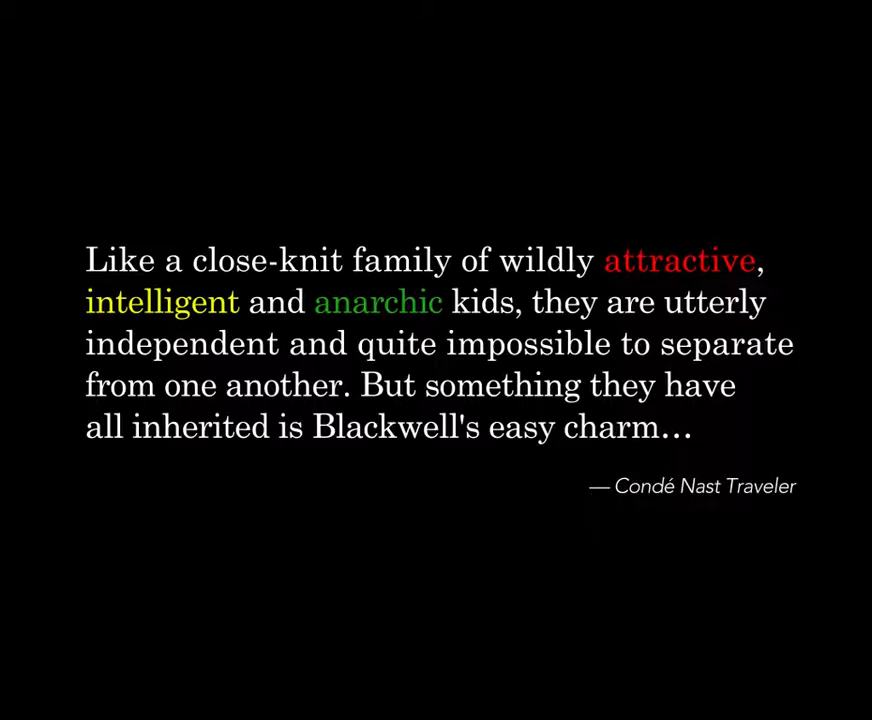 Like a close-knit family of wildly attractive,
intelligent and anarchic kids, they are utterly
independent and quite impossible to separate
from one another. But something they have
all inherited is Blackwell's easy charm…
— Condé Nast Traveler